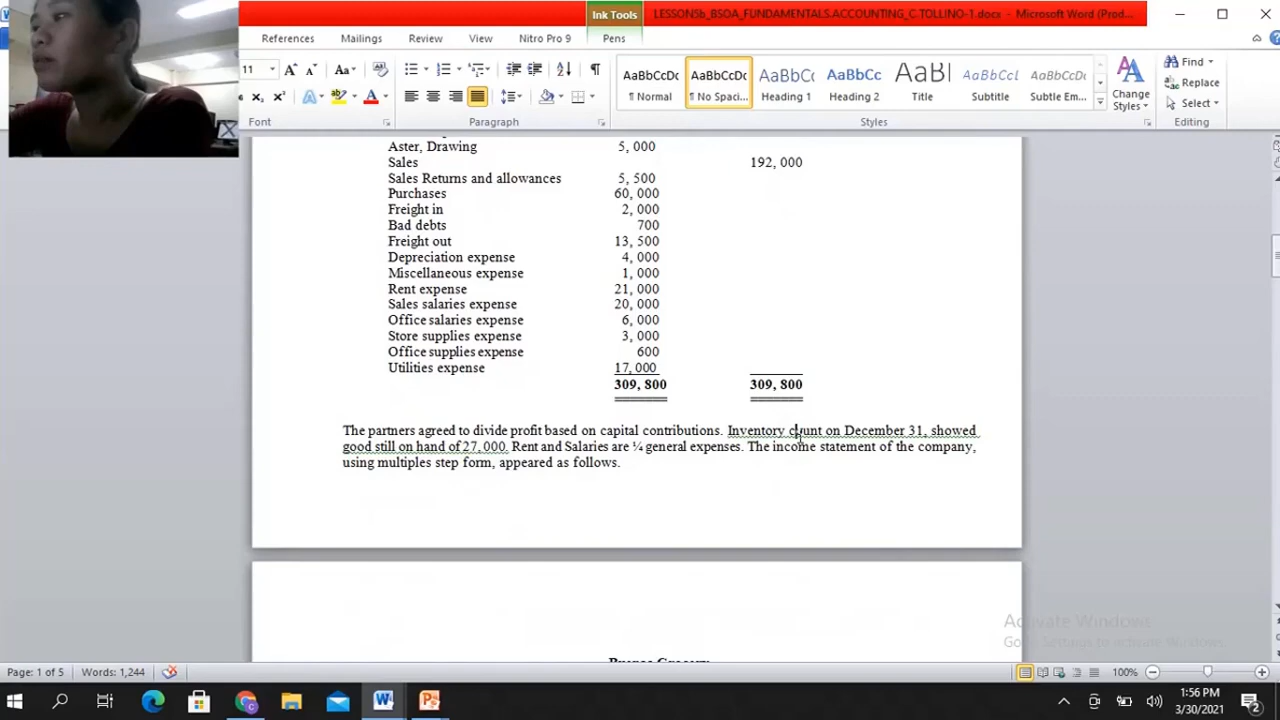 Ink Tools
LESSON5b_BSOA_FUNDAMENTALS.ACCOUNTING_C.TOLLINO-1.docx - Microsoft Word (Prod...
References Mailings Review View Nitro Pro 9 Pens
11
AaBbCcDc AaBbCcDc AaBbCc AaBbCc AaBl AaBbCcL AaBbCcDc
¶ Normal ¶ No Spaci... Heading 1 Heading 2 Title Subtitle Subtle Em...
Change Styles
Find
Replace
Select
Font Paragraph Styles Editing
Aster, Drawing 5, 000
Sales 192, 000
Sales Returns and allowances 5, 500
Purchases 60, 000
Freight in 2, 000
Bad debts 700
Freight out 13, 500
Depreciation expense 4, 000
Miscellaneous expense 1, 000
Rent expense 21, 000
Sales salaries expense 20, 000
Office salaries expense 6, 000
Store supplies expense 3, 000
Office supplies expense 600
Utilities expense 17, 000
309, 800 309, 800
The partners agreed to divide profit based on capital contributions. Inventory count on December 31, showed
good still on hand of 27, 000. Rent and Salaries are ¼ general expenses. The income statement of the company,
using multiples step form, appeared as follows.
Activate Windows
Go to Settings to activate Windows.
Page: 1 of 5 Words: 1,244 100%
1:56 PM
3/30/2021
2